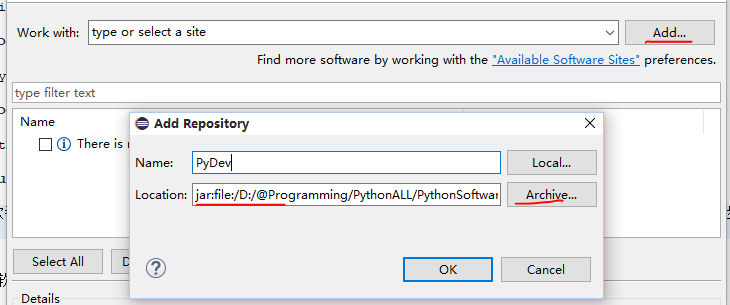 Work with: type or select a site Add...
Find more software by working with the "Available Software Sites" preferences.
type filter text
Name
There is
Add Repository
Name: PyDev Local...
Location: jar:file:/D:/@Programming/PythonALL/PythonSoftwar Archive...
Select All D
OK Cancel
Details